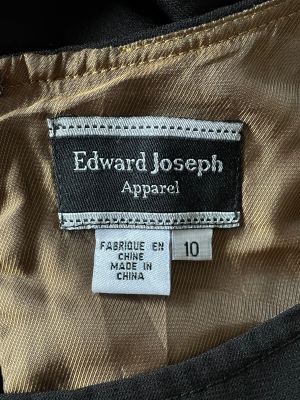 Edward Joseph
Apparel
FABRIQUE EN
CHINE
MADE IN
CHINA
10